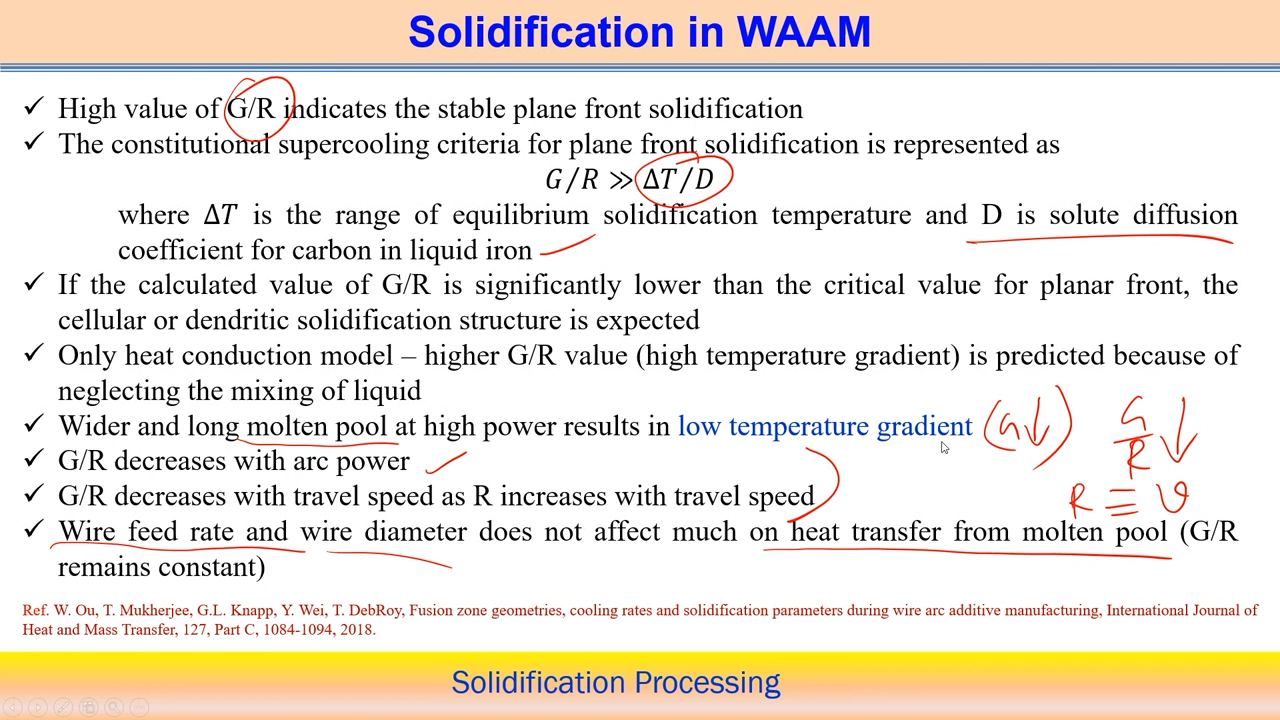 Solidification in WAAM
✓ High value of G/R indicates the stable plane front solidification
✓ The constitutional supercooling criteria for plane front solidification is represented as
G/R ≫ ΔT/D
where ΔT is the range of equilibrium solidification temperature and D is solute diffusion
coefficient for carbon in liquid iron
✓ If the calculated value of G/R is significantly lower than the critical value for planar front, the
cellular or dendritic solidification structure is expected
✓ Only heat conduction model – higher G/R value (high temperature gradient) is predicted because of
neglecting the mixing of liquid
✓ Wider and long molten pool at high power results in low temperature gradient (G↓) G/R ↓
✓ G/R decreases with arc power
✓ G/R decreases with travel speed as R increases with travel speed R ≡ ϑ
✓ Wire feed rate and wire diameter does not affect much on heat transfer from molten pool (G/R
remains constant)
Ref. W. Ou, T. Mukherjee, G.L. Knapp, Y. Wei, T. DebRoy, Fusion zone geometries, cooling rates and solidification parameters during wire arc additive manufacturing, International Journal of
Heat and Mass Transfer, 127, Part C, 1084-1094, 2018.
Solidification Processing